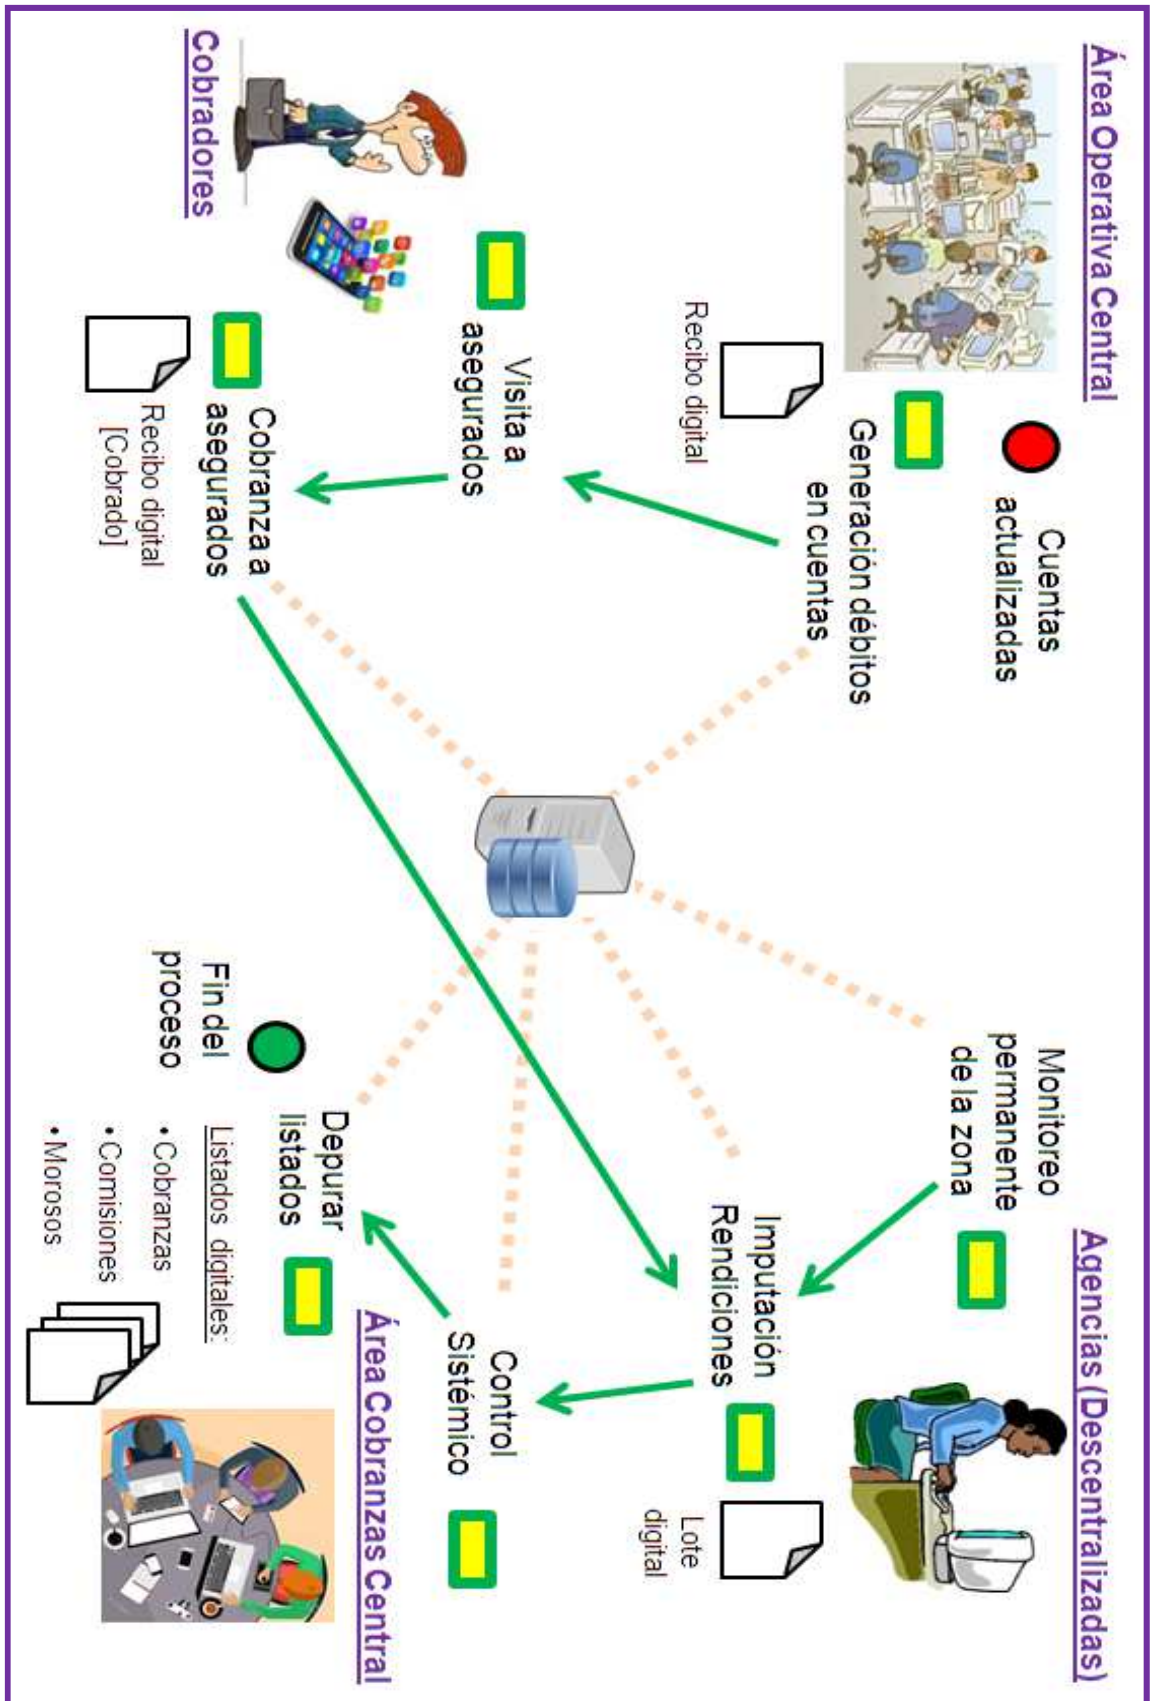 Área Operativa Central
Cuentas
actualizadas
Generación débitos
en cuentas
Recibo digital
Visita a
asegurados
Cobradores
Cobranza a
asegurados
Recibo digital
[Cobrado]
Agencias (Descentralizadas)
Monitoreo
permanente
de la zona
Imputación
Rendiciones
Lote
digital
Control
Sistémico
Área Cobranzas Central
Depurar
listados
Listados digitales:
• Cobranzas
• Comisiones
• Morosos
Fin del
proceso